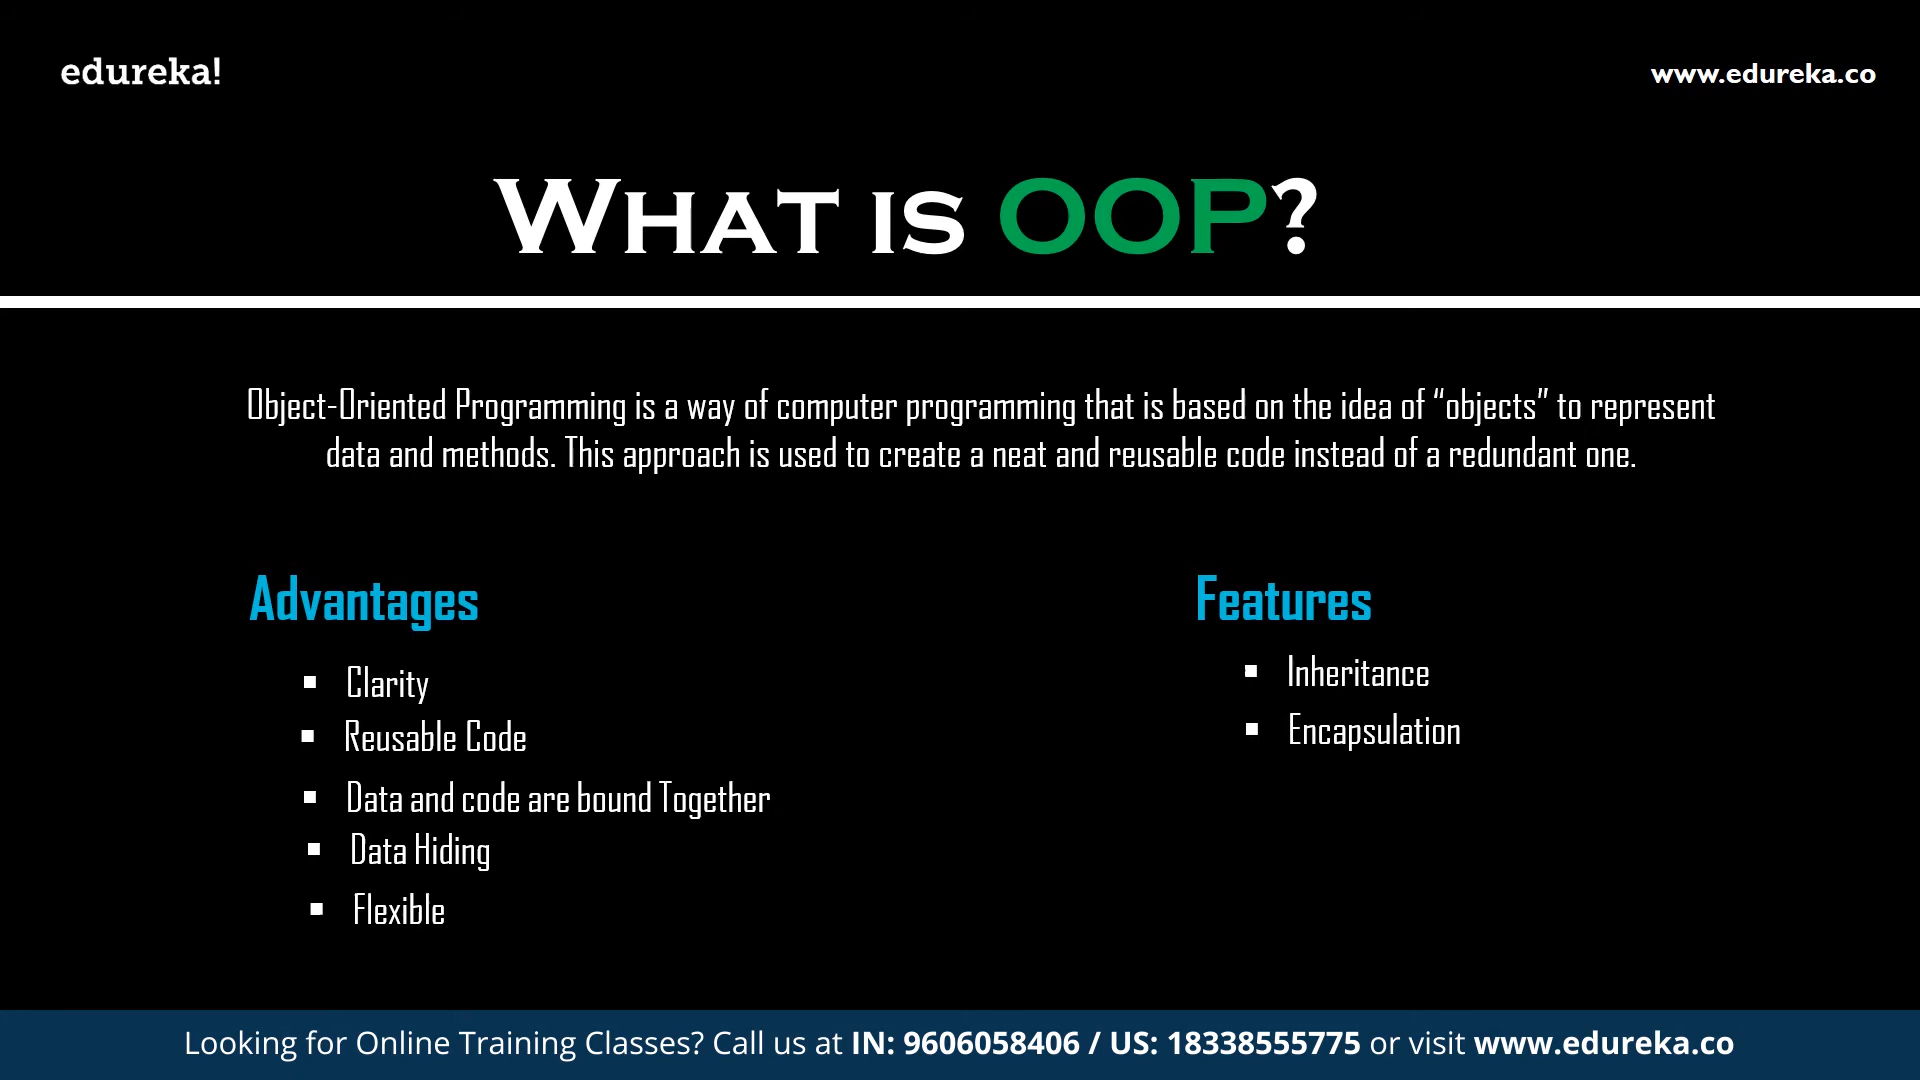 edureka!
www.edureka.co
What is OOP?
Object-Oriented Programming is a way of computer programming that is based on the idea of “objects” to represent
data and methods. This approach is used to create a neat and reusable code instead of a redundant one.
Advantages
▪ Clarity
▪ Reusable Code
▪ Data and code are bound Together
▪ Data Hiding
▪ Flexible
Features
▪ Inheritance
▪ Encapsulation
Looking for Online Training Classes? Call us at IN: 9606058406 / US: 18338555775 or visit www.edureka.co